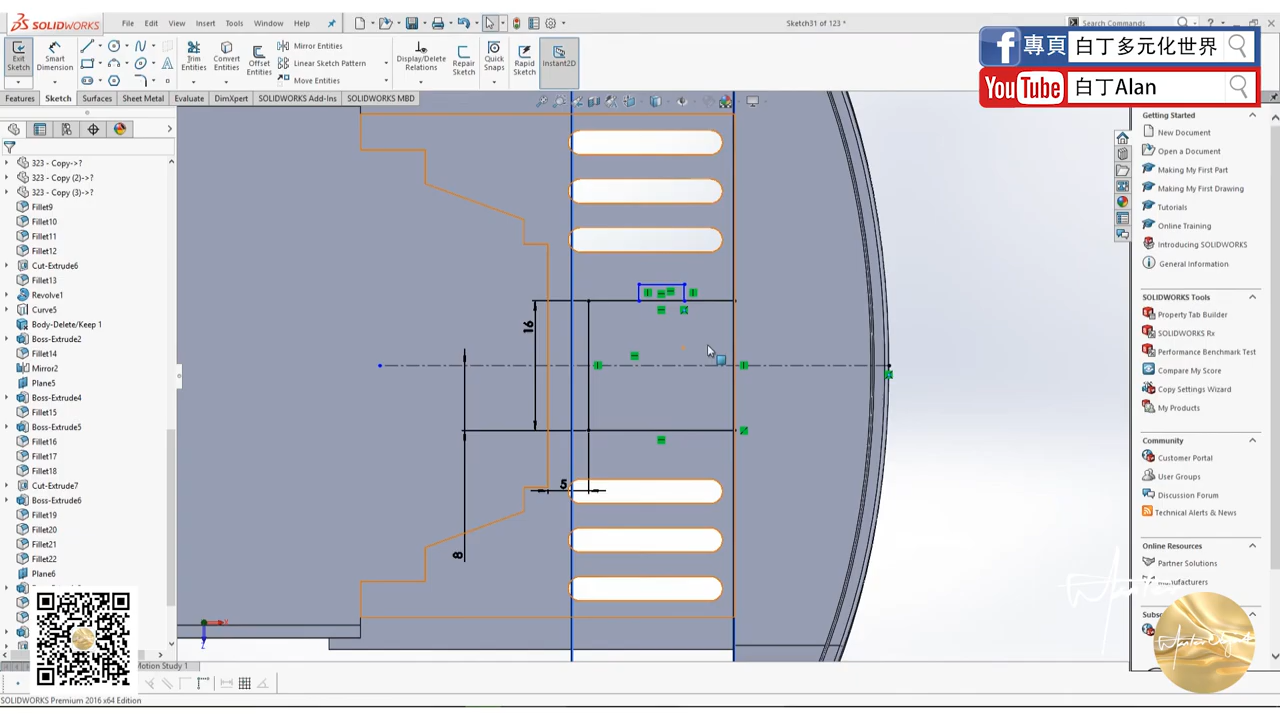 SOLIDWORKS
File Edit View Insert Tools Window Help
Sketch31 of 123 *
Search Commands
Exit Sketch
Smart Dimension
Trim Entities
Convert Entities
Offset Entities
Mirror Entities
Linear Sketch Pattern
Move Entities
Display/Delete Relations
Repair Sketch
Quick Snaps
Rapid Sketch
Instant2D
專頁 白丁多元化世界
YouTube 白丁Alan
Features Sketch Surfaces Sheet Metal Evaluate DimXpert SOLIDWORKS Add-Ins SOLIDWORKS MBD
323 - Copy->?
323 - Copy (2)->?
323 - Copy (3)->?
Fillet9
Fillet10
Fillet11
Fillet12
Cut-Extrude6
Fillet13
Revolve1
Curve5
Body-Delete/Keep 1
Boss-Extrude2
Fillet14
Mirror2
Plane5
Boss-Extrude4
Fillet15
Boss-Extrude5
Fillet16
Fillet17
Fillet18
Cut-Extrude7
Boss-Extrude6
Fillet19
Fillet20
Fillet21
Fillet22
Plane6
16
5
8
Getting Started
New Document
Open a Document
Making My First Part
Making My First Drawing
Tutorials
Online Training
Introducing SOLIDWORKS
General Information
SOLIDWORKS Tools
Property Tab Builder
SOLIDWORKS Rx
Performance Benchmark Test
Compare My Score
Copy Settings Wizard
My Products
Community
Customer Portal
User Groups
Discussion Forum
Technical Alerts & News
Online Resources
Partner Solutions
Motion Study 1
SOLIDWORKS Premium 2016 x64 Edition